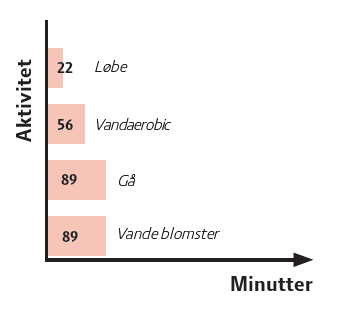 Aktivitet
22 Løbe
56 Vandaerobic
89 Gå
89 Vande blomster
Minutter